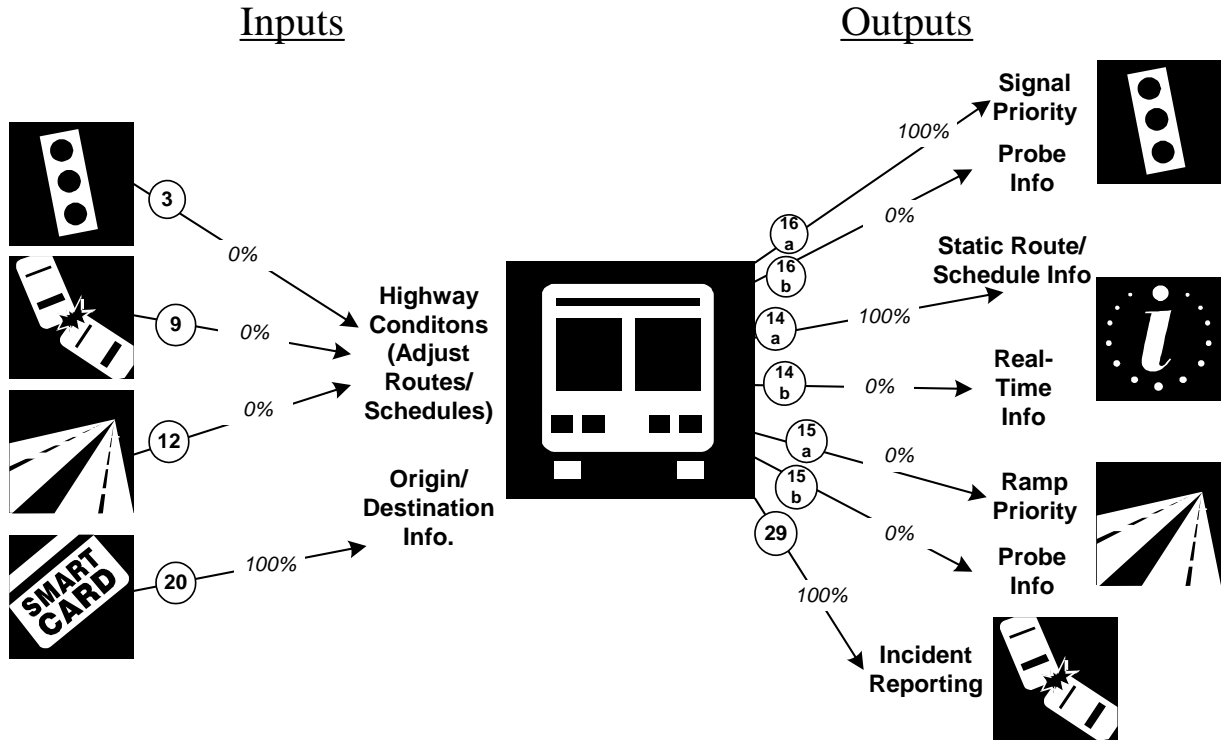 Inputs
Outputs
3
0%
9
0%
12
0%
20
100%
SMART
CARD
Highway
Conditons
(Adjust
Routes/
Schedules)
Origin/
Destination
Info.
16
a
100%
Signal
Priority
16
b
0%
Probe
Info
14
a
100%
Static Route/
Schedule Info
i
14
b
0%
Real-
Time
Info
15
a
0%
Ramp
Priority
15
b
0%
Probe
Info
29
100%
Incident
Reporting